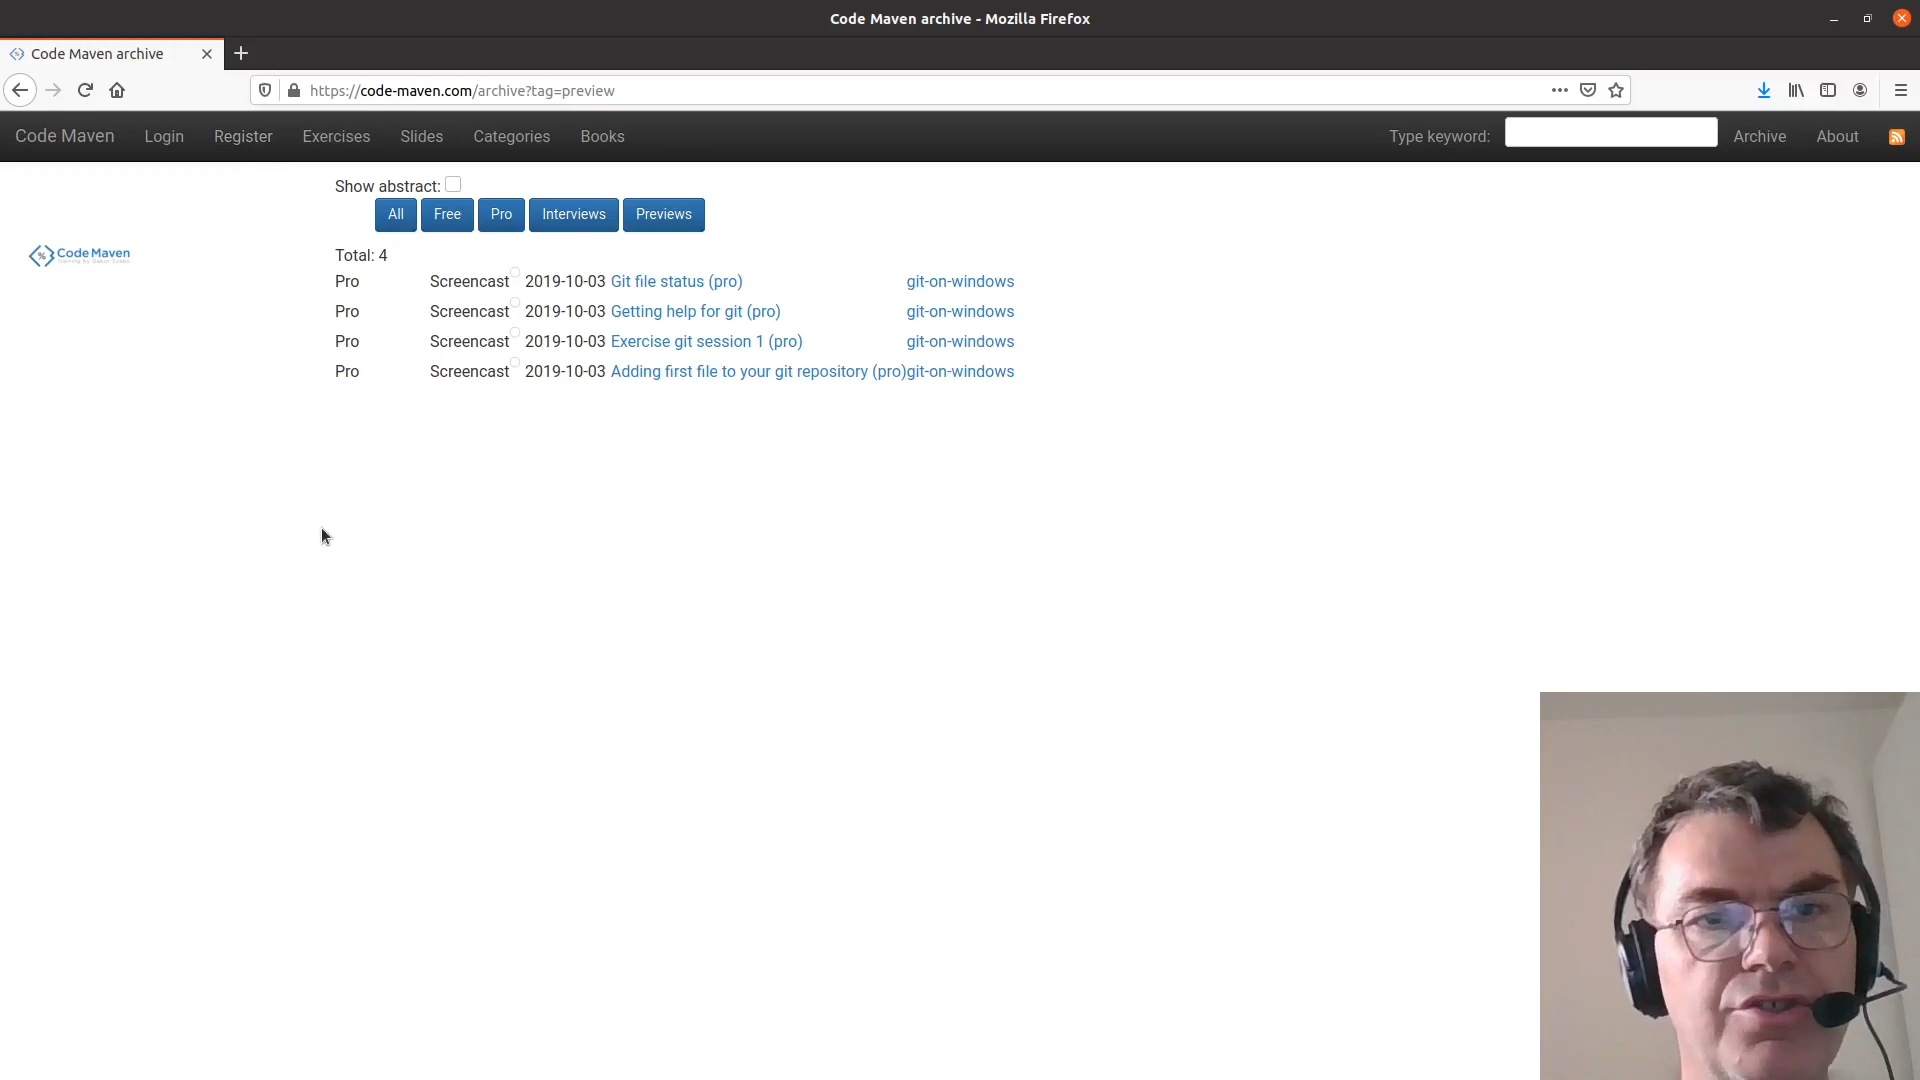 Code Maven archive - Mozilla Firefox
Code Maven archive
https://code-maven.com/archive?tag=preview
Code Maven Login Register Exercises Slides Categories Books Type keyword: Archive About
Show abstract:
All Free Pro Interviews Previews
Code Maven
Total: 4
Pro Screencast 2019-10-03 Git file status (pro) git-on-windows
Pro Screencast 2019-10-03 Getting help for git (pro) git-on-windows
Pro Screencast 2019-10-03 Exercise git session 1 (pro) git-on-windows
Pro Screencast 2019-10-03 Adding first file to your git repository (pro)git-on-windows